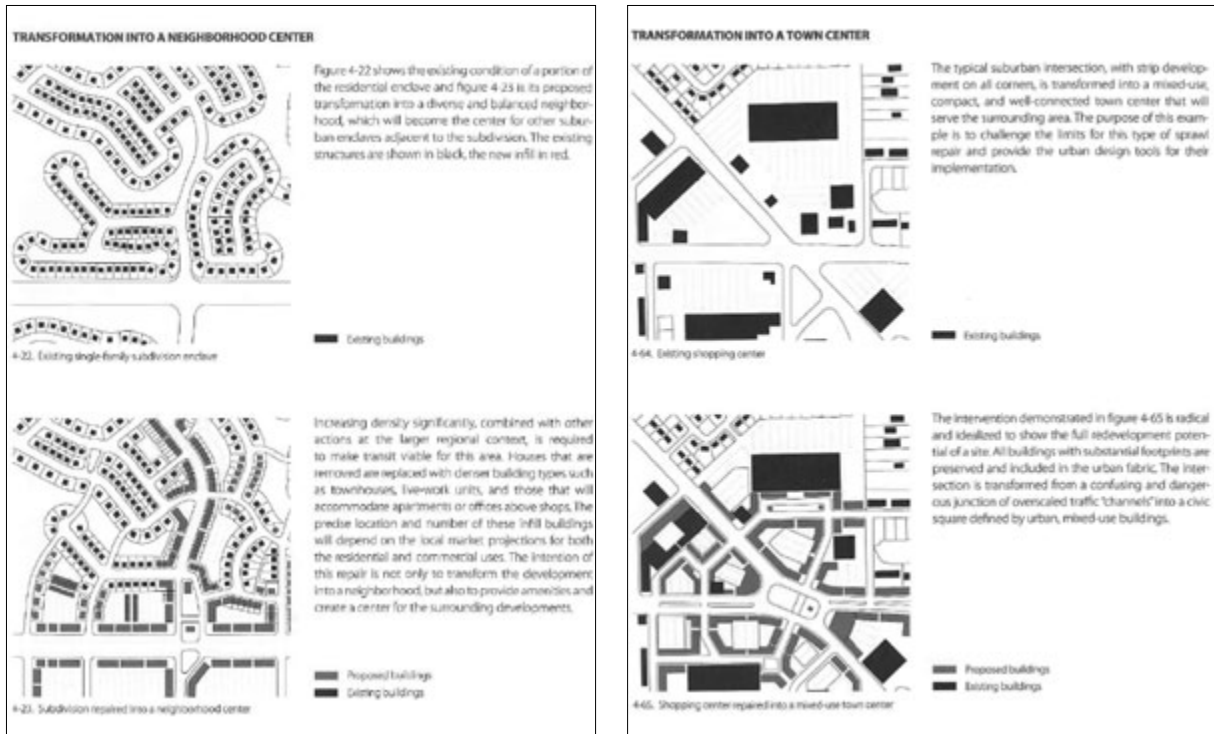 TRANSFORMATION INTO A NEIGHBORHOOD CENTER
Figure 4-22 shows the existing condition of a portion of
the residential enclave and figure 4-23 is its proposed
transformation into a diverse and balanced neighbor-
hood, which will become the center for other subur-
ban enclaves adjacent to the subdivision. The existing
structures are shown in black, the new infill in red.
Existing buildings
4-22. Existing single-family subdivision enclave
Increasing density significantly, combined with other
actions at the larger regional context, is required
to make transit viable for this area. Houses that are
removed are replaced with denser building types such
as townhouses, live-work units, and those that will
accommodate apartments or offices above shops. The
precise location and number of these infill buildings
will depend on the local market projections for both
the residential and commercial uses. The intention of
this repair is not only to transform the development
into a neighborhood, but also to provide amenities and
create a center for the surrounding developments.
Proposed buildings
Existing buildings
4-23. Subdivision repaired into a neighborhood center
TRANSFORMATION INTO A TOWN CENTER
The typical suburban intersection, with strip develop-
ment on all corners, is transformed into a mixed-use,
compact, and well-connected town center that will
serve the surrounding area. The purpose of this exam-
ple is to challenge the limits for this type of sprawl
repair and provide the urban design tools for their
implementation.
Existing buildings
4-64. Existing shopping center
The intervention demonstrated in figure 4-65 is radical
and idealized to show the full redevelopment poten-
tial of a site. All buildings with substantial footprints are
preserved and included in the urban fabric. The inter-
section is transformed from a confusing and danger-
ous junction of overscaled traffic "channels" into a civic
square defined by urban, mixed-use buildings.
Proposed buildings
Existing buildings
4-65. Shopping center repaired into a mixed-use town center